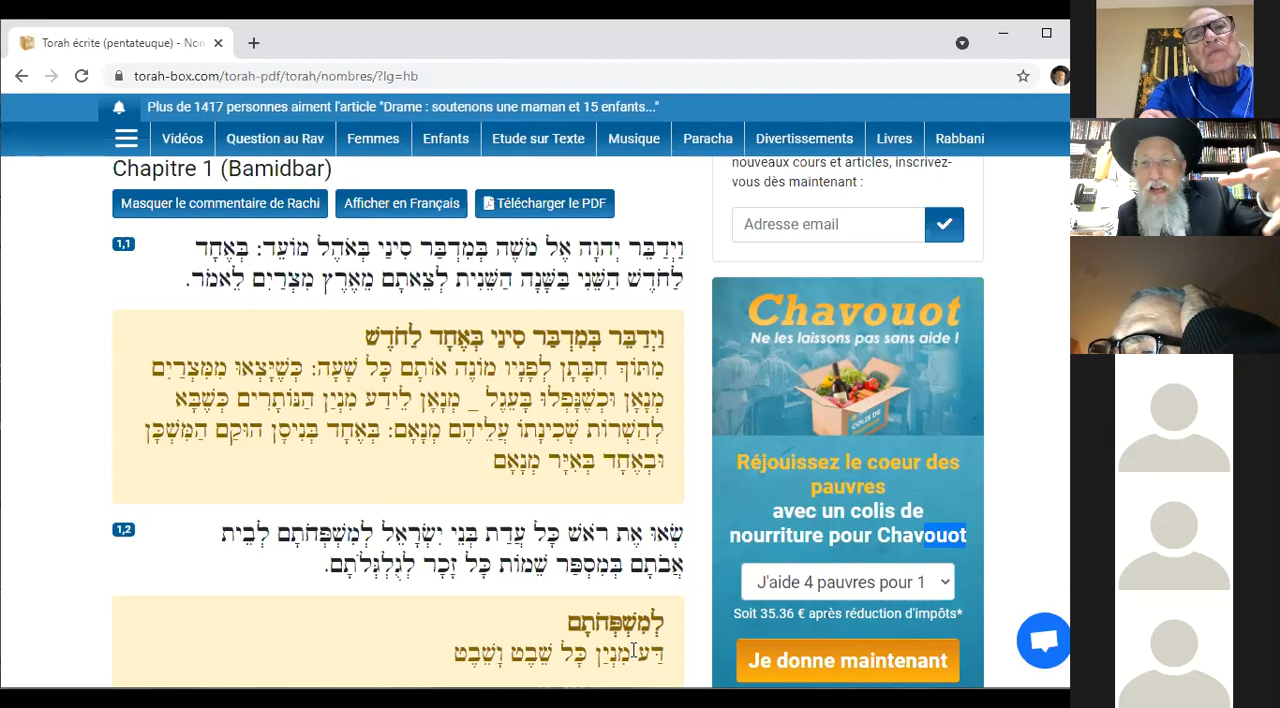 Torah écrite (pentateuque) - Non
torah-box.com/torah-pdf/torah/nombres/?lg=hb
Plus de 1417 personnes aiment l'article "Drame : soutenons une maman et 15 enfants..."
Vidéos Question au Rav Femmes Enfants Etude sur Texte Musique Paracha Divertissements Livres Rabbani
Chapitre 1 (Bamidbar)
Masquer le commentaire de Rachi Afficher en Français Télécharger le PDF
1,1
וַיְדַבֵּר יְהוָה אֶל מֹשֶׁה בְּמִדְבַּר סִינַי בְּאֹהֶל מוֹעֵד: בְּאֶחָד
לַחֹדֶשׁ הַשֵּׁנִי בַּשָּׁנָה הַשֵּׁנִית לְצֵאתָם מֵאֶרֶץ מִצְרַיִם לֵאמֹר.
וַיְדַבֵּר בְּמִדְבַּר סִינַי בְּאֶחָד לַחֹדֶשׁ
מִתּוֹךְ חִבָּתָן לְפָנָיו מוֹנֶה אוֹתָם כָּל שָׁעָה: כְּשֶׁיָּצְאוּ מִמִּצְרַיִם
מְנָאָן וּכְשֶׁנָּפְלוּ בָּעֵגֶל _ מְנָאָן לֵידַע מִנְיַן הַנּוֹתָרִים כְּשֶׁבָּא
לְהַשְׁרוֹת שְׁכִינָתוֹ עֲלֵיהֶם מְנָאָם: בְּאֶחָד בְּנִיסָן הוּקַם הַמִּשְׁכָּן
וּבְאֶחָד בְּאִיָּר מְנָאָם
1,2
שְׂאוּ אֶת רֹאשׁ כָּל עֲדַת בְּנֵי יִשְׂרָאֵל לְמִשְׁפְּחֹתָם לְבֵית
אֲבֹתָם בְּמִסְפַּר שֵׁמוֹת כָּל זָכָר לְגֻלְגְּלֹתָם.
לְמִשְׁפְּחֹתָם
דַּע מִנְיַן כָּל שֵׁבֶט וָשֵׁבֶט
nouveaux cours et articles, inscrivez-
vous dès maintenant :
Adresse email
Chavouot
Ne les laissons pas sans aide !
COLIS DE
Réjouissez le coeur des
pauvres
avec un colis de
nourriture pour Chavouot
J'aide 4 pauvres pour 1
Soit 35.36 € après réduction d'impôts*
Je donne maintenant